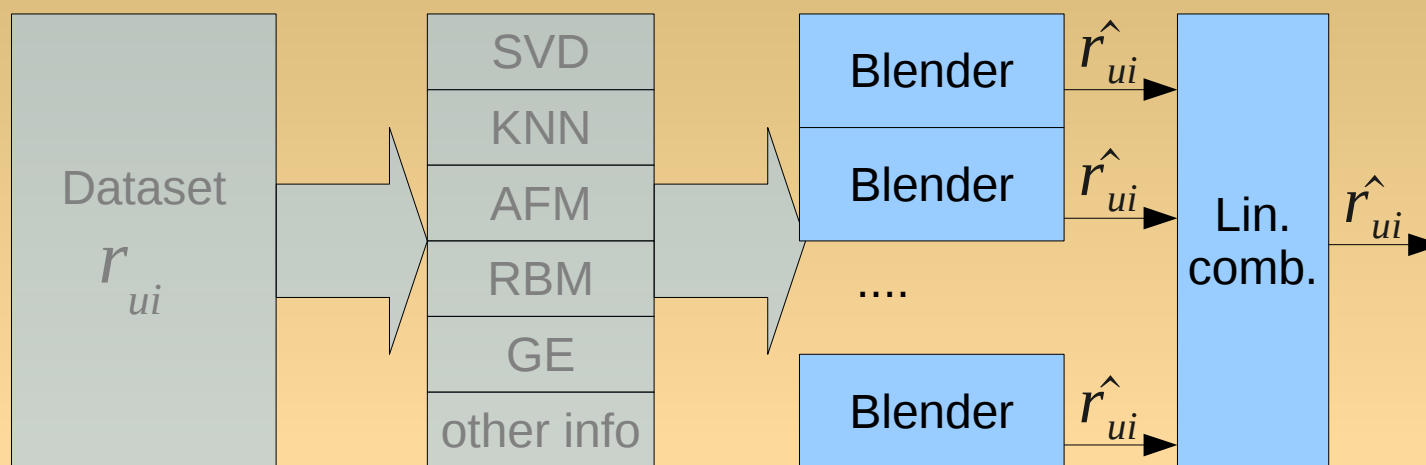 Dataset
r_ui
SVD
KNN
AFM
RBM
GE
other info
Blender
Blender
....
Blender
r̂_ui
r̂_ui
r̂_ui
Lin.
comb.
r̂_ui